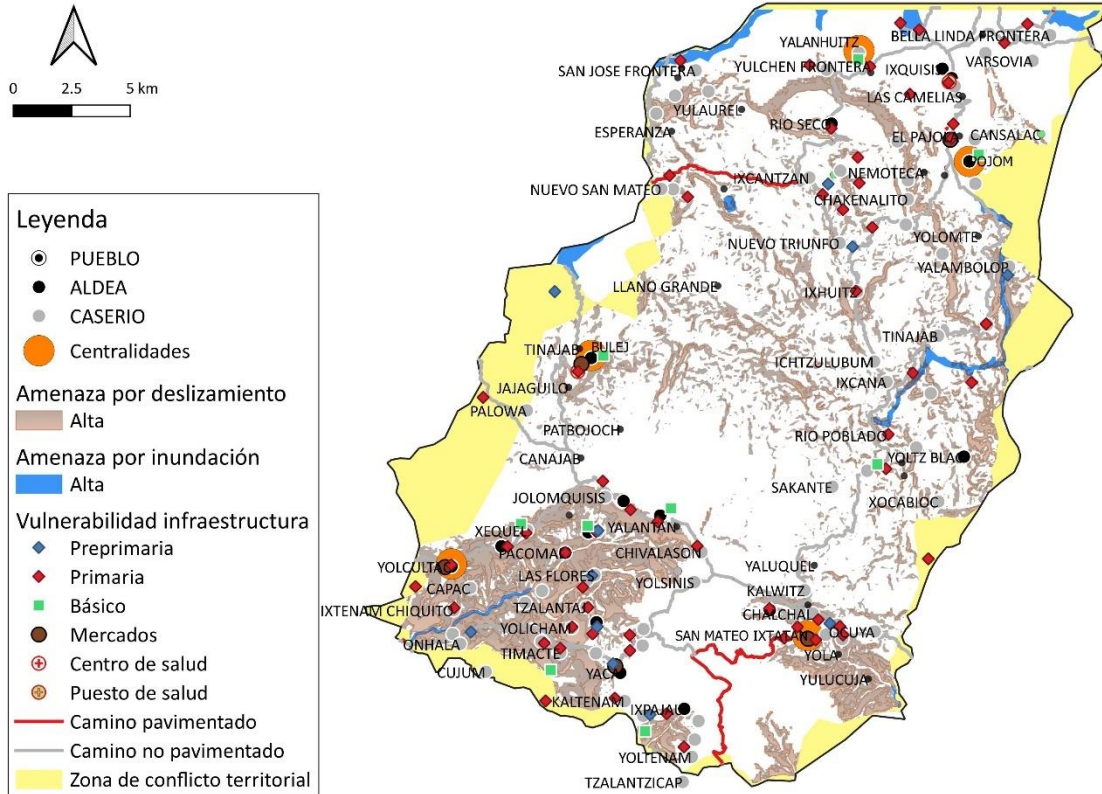 0 2.5 5 km
Leyenda
PUEBLO
ALDEA
CASERIO
Centralidades
Amenaza por deslizamiento
Alta
Amenaza por inundación
Alta
Vulnerabilidad infraestructura
Preprimaria
Primaria
Básico
Mercados
Centro de salud
Puesto de salud
Camino pavimentado
Camino no pavimentado
Zona de conflicto territorial
BELLA LINDA FRONTERA
YALANHUITZ
VARSOVIA
YULCHEN FRONTERA
IXQUISIS
SAN JOSE FRONTERA
LAS CAMELIAS
YULAUREL
RIO SECO
ESPERANZA
EL PAJOLA
CANSALAC
POJOM
IXCANTZAN
NEMOTECA
NUEVO SAN MATEO
CHAKENALITO
YOLOMTE
NUEVO TRIUNFO
YALAMBOLOP
LLANO GRANDE
IXHUITZ
TINAJAB
TINAJAB
BULEJ
ICHTZULUBUM
JAJAGUILO
IXCANA
PALOWA
PATBOJOCH
RIO POBLADO
CANAJAB
YOLTZ BLAC
SAKANTE
JOLOMQUISIS
XOCABIOC
XEQUEL
YALANTAN
PACOMAL
CHIVALASON
YOLCULTAC
YALUQUEL
LAS FLORES
YOLSINIS
CAPAC
KALWITZ
IXTENAM CHIQUITO
TZALANTAJ
CHALCHAL
YOLICHAM
SAN MATEO IXTATAN
OCUYA
ONHALA
TIMACTE
YOLA
CUJUM
YACA
YULUCUJA
KALTENAM
IXPAJAU
YOLTENAM
TZALANTZICAP